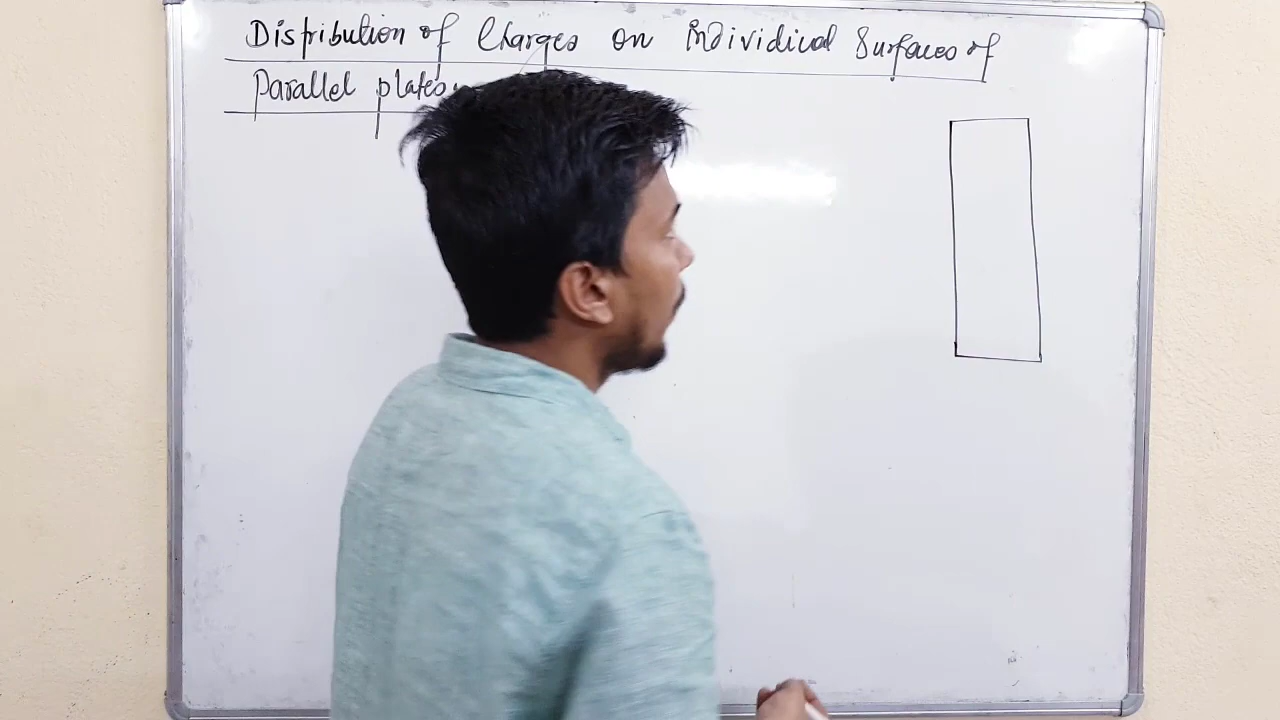 Distribution of Charges on individual Surfaces of
Parallel plates.